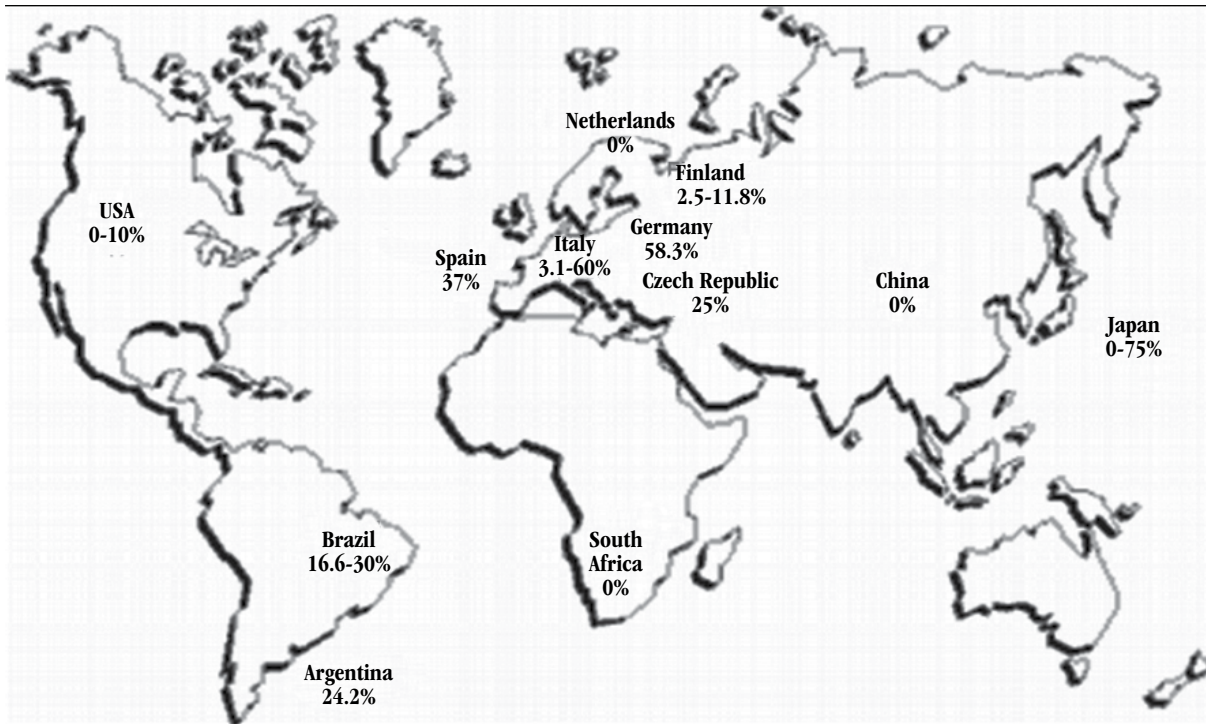 Netherlands
0%
Finland
2.5-11.8%
USA
0-10%
Germany
58.3%
Italy
3.1-60%
Spain
37%
Czech Republic
25%
China
0%
Japan
0-75%
Brazil
16.6-30%
South
Africa
0%
Argentina
24.2%